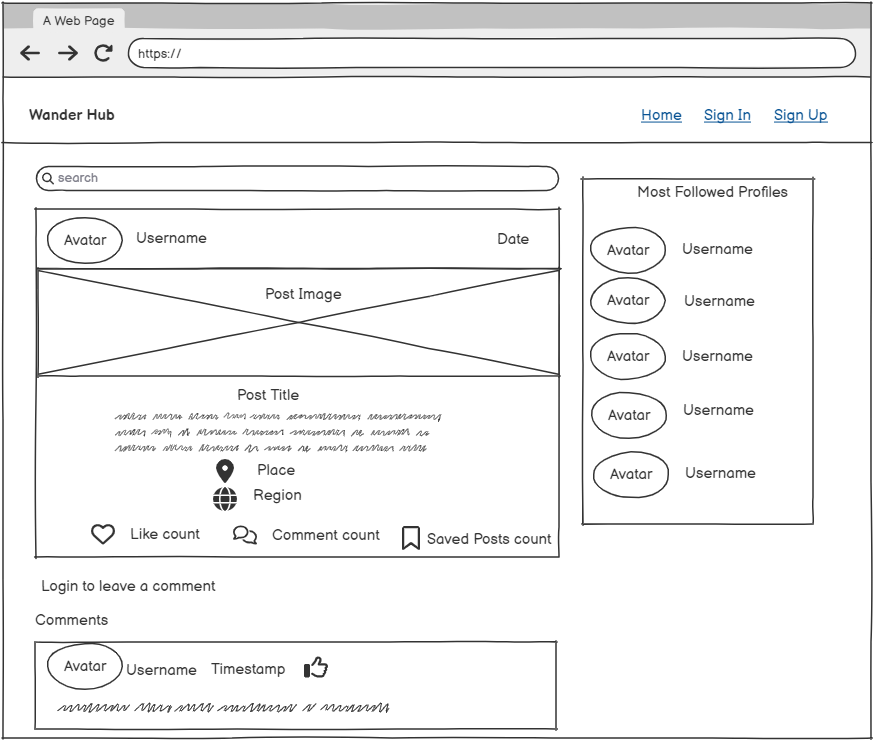 A Web Page
https://
Wander Hub
Home Sign In Sign Up
search
Avatar Username Date
Post Image
Post Title
Place
Region
Like count Comment count Saved Posts count
Login to leave a comment
Comments
Avatar Username Timestamp
Most Followed Profiles
Avatar Username
Avatar Username
Avatar Username
Avatar Username
Avatar Username